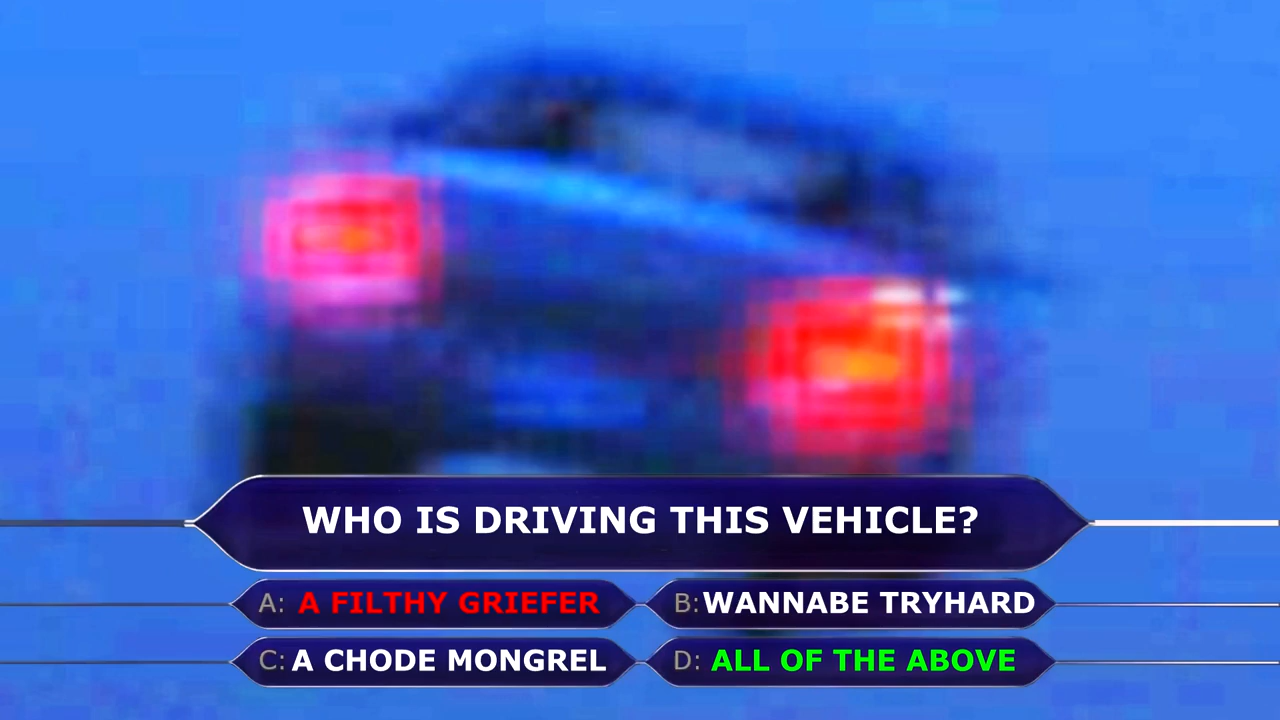 WHO IS DRIVING THIS VEHICLE?
A: A FILTHY GRIEFER
B: WANNABE TRYHARD
C: A CHODE MONGREL
D: ALL OF THE ABOVE